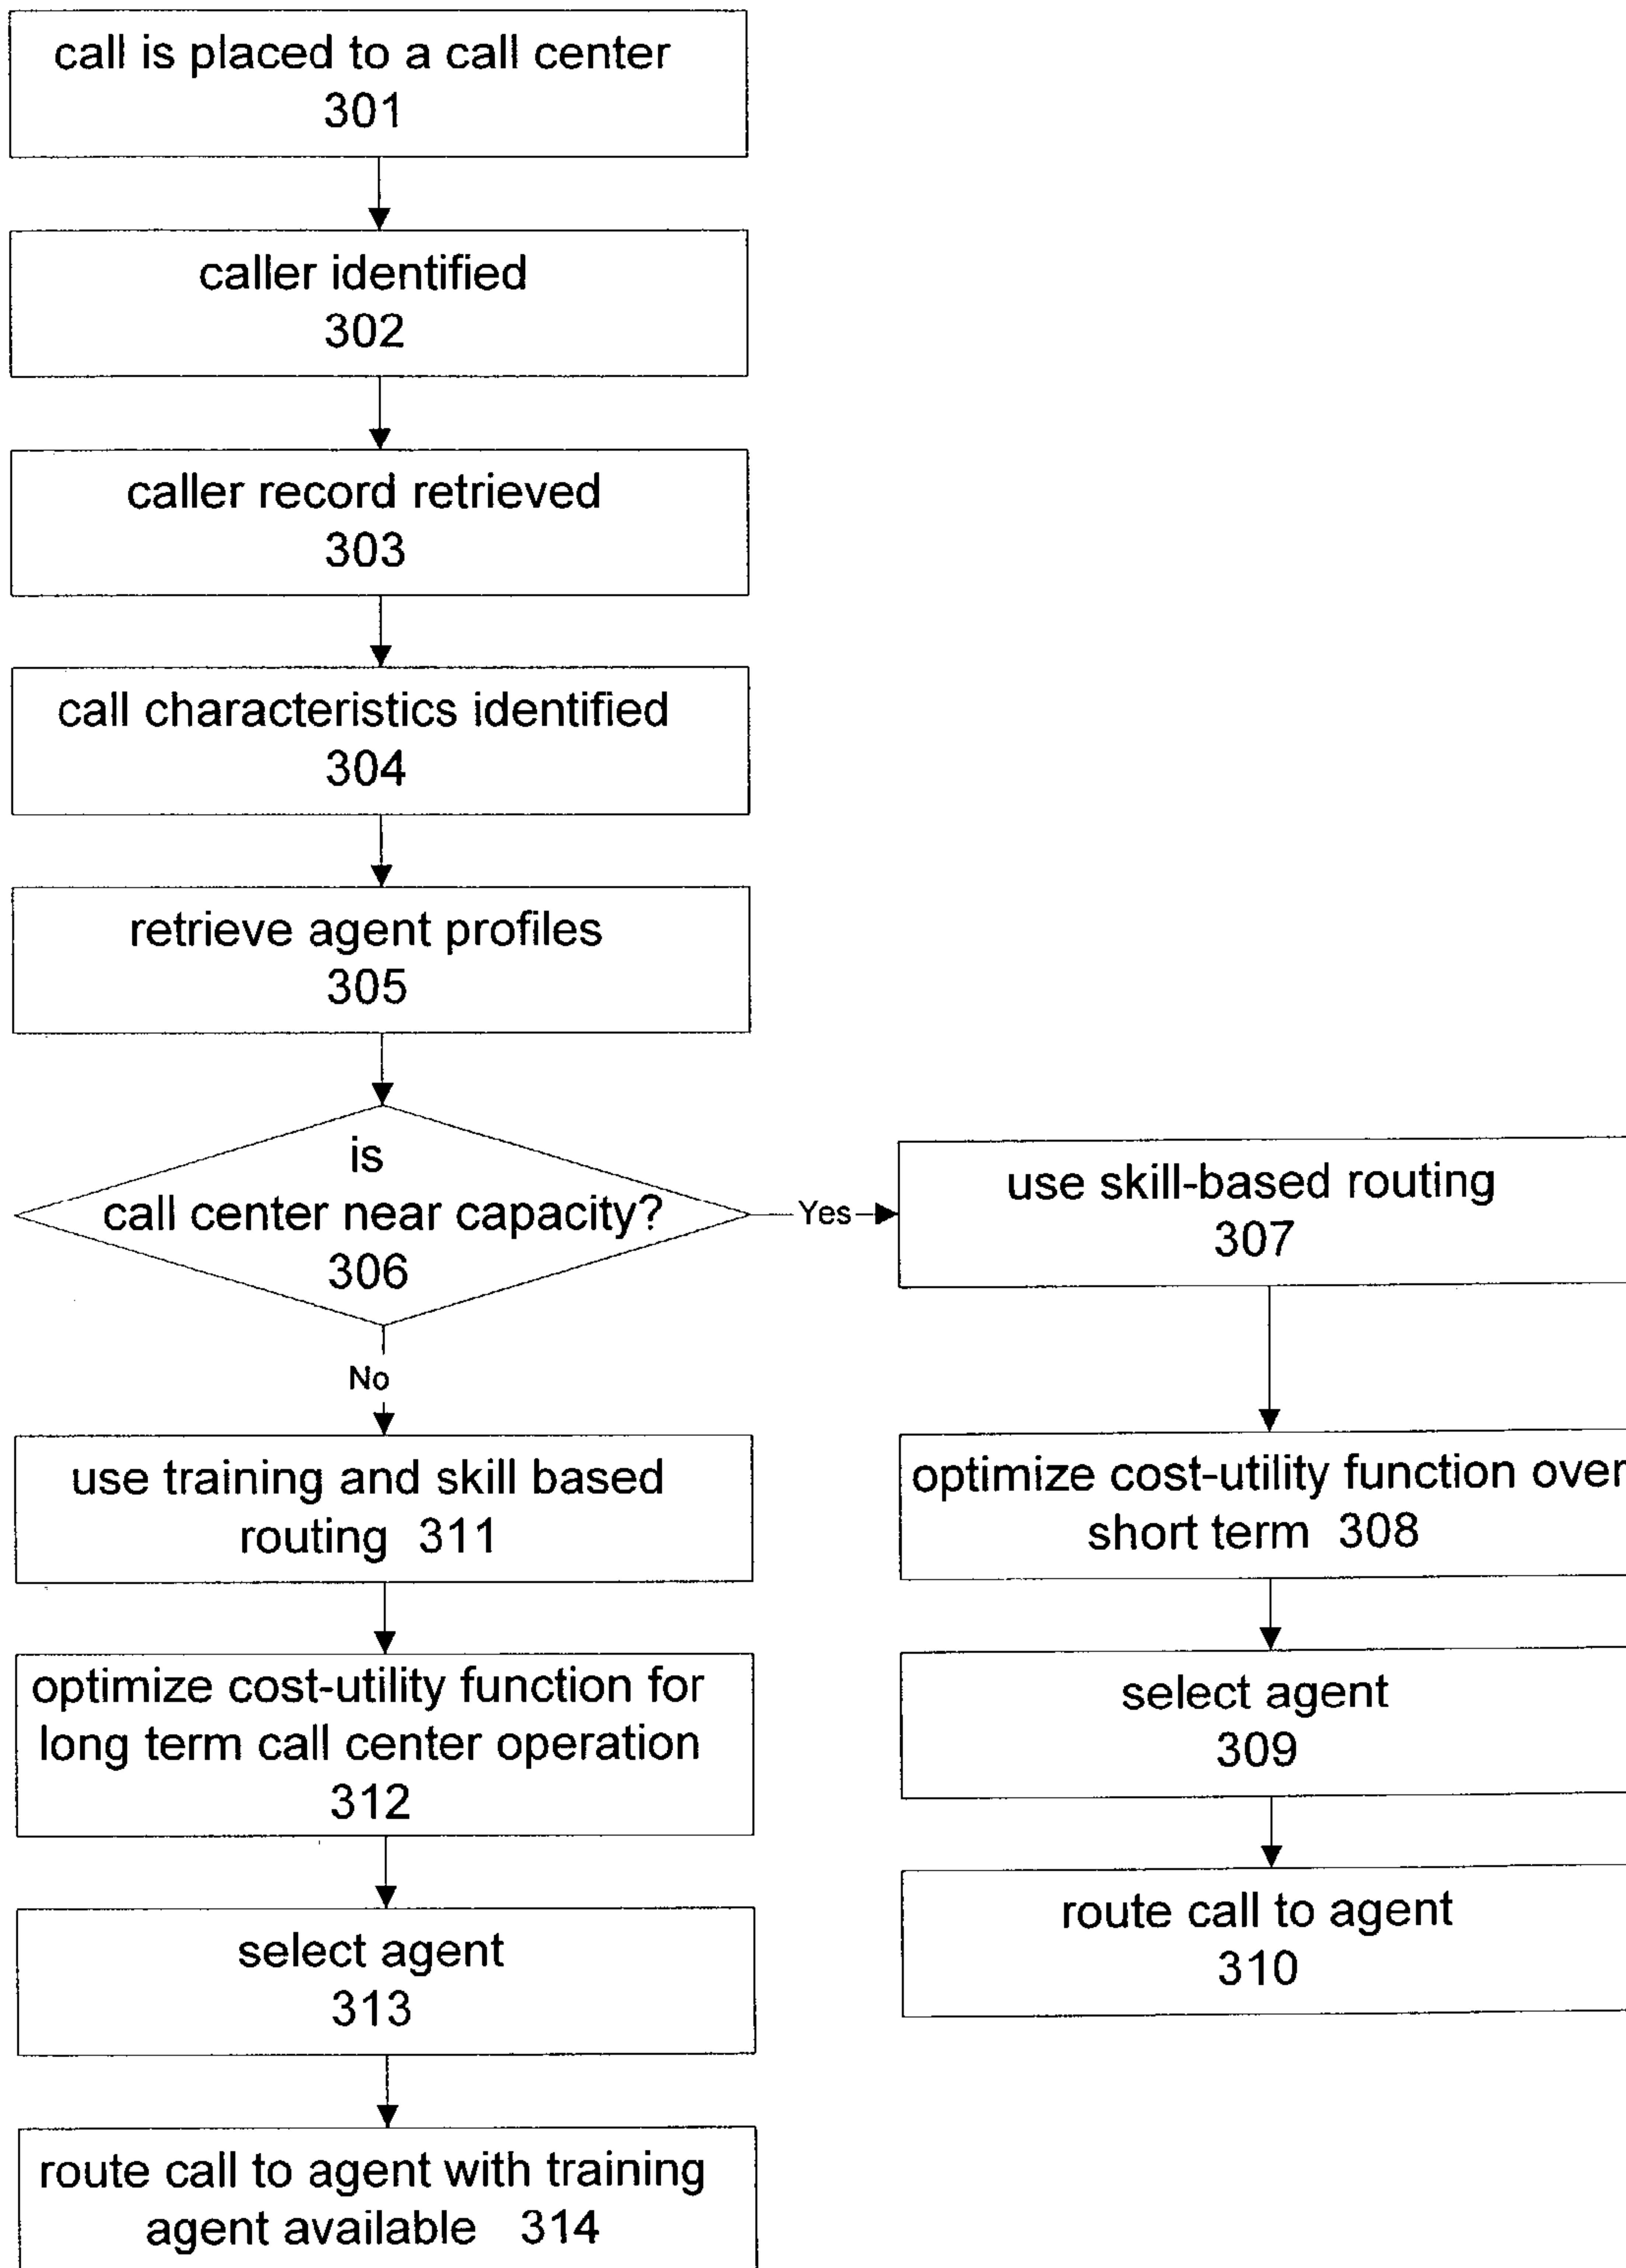 call is placed to a call center
301
caller identified
302
caller record retrieved
303
call characteristics identified
304
retrieve agent profiles
305
is
call center near capacity?
306
Yes
use skill-based routing
307
optimize cost-utility function over
short term 308
select agent
309
route call to agent
310
No
use training and skill based
routing 311
optimize cost-utility function for
long term call center operation
312
select agent
313
route call to agent with training
agent available 314